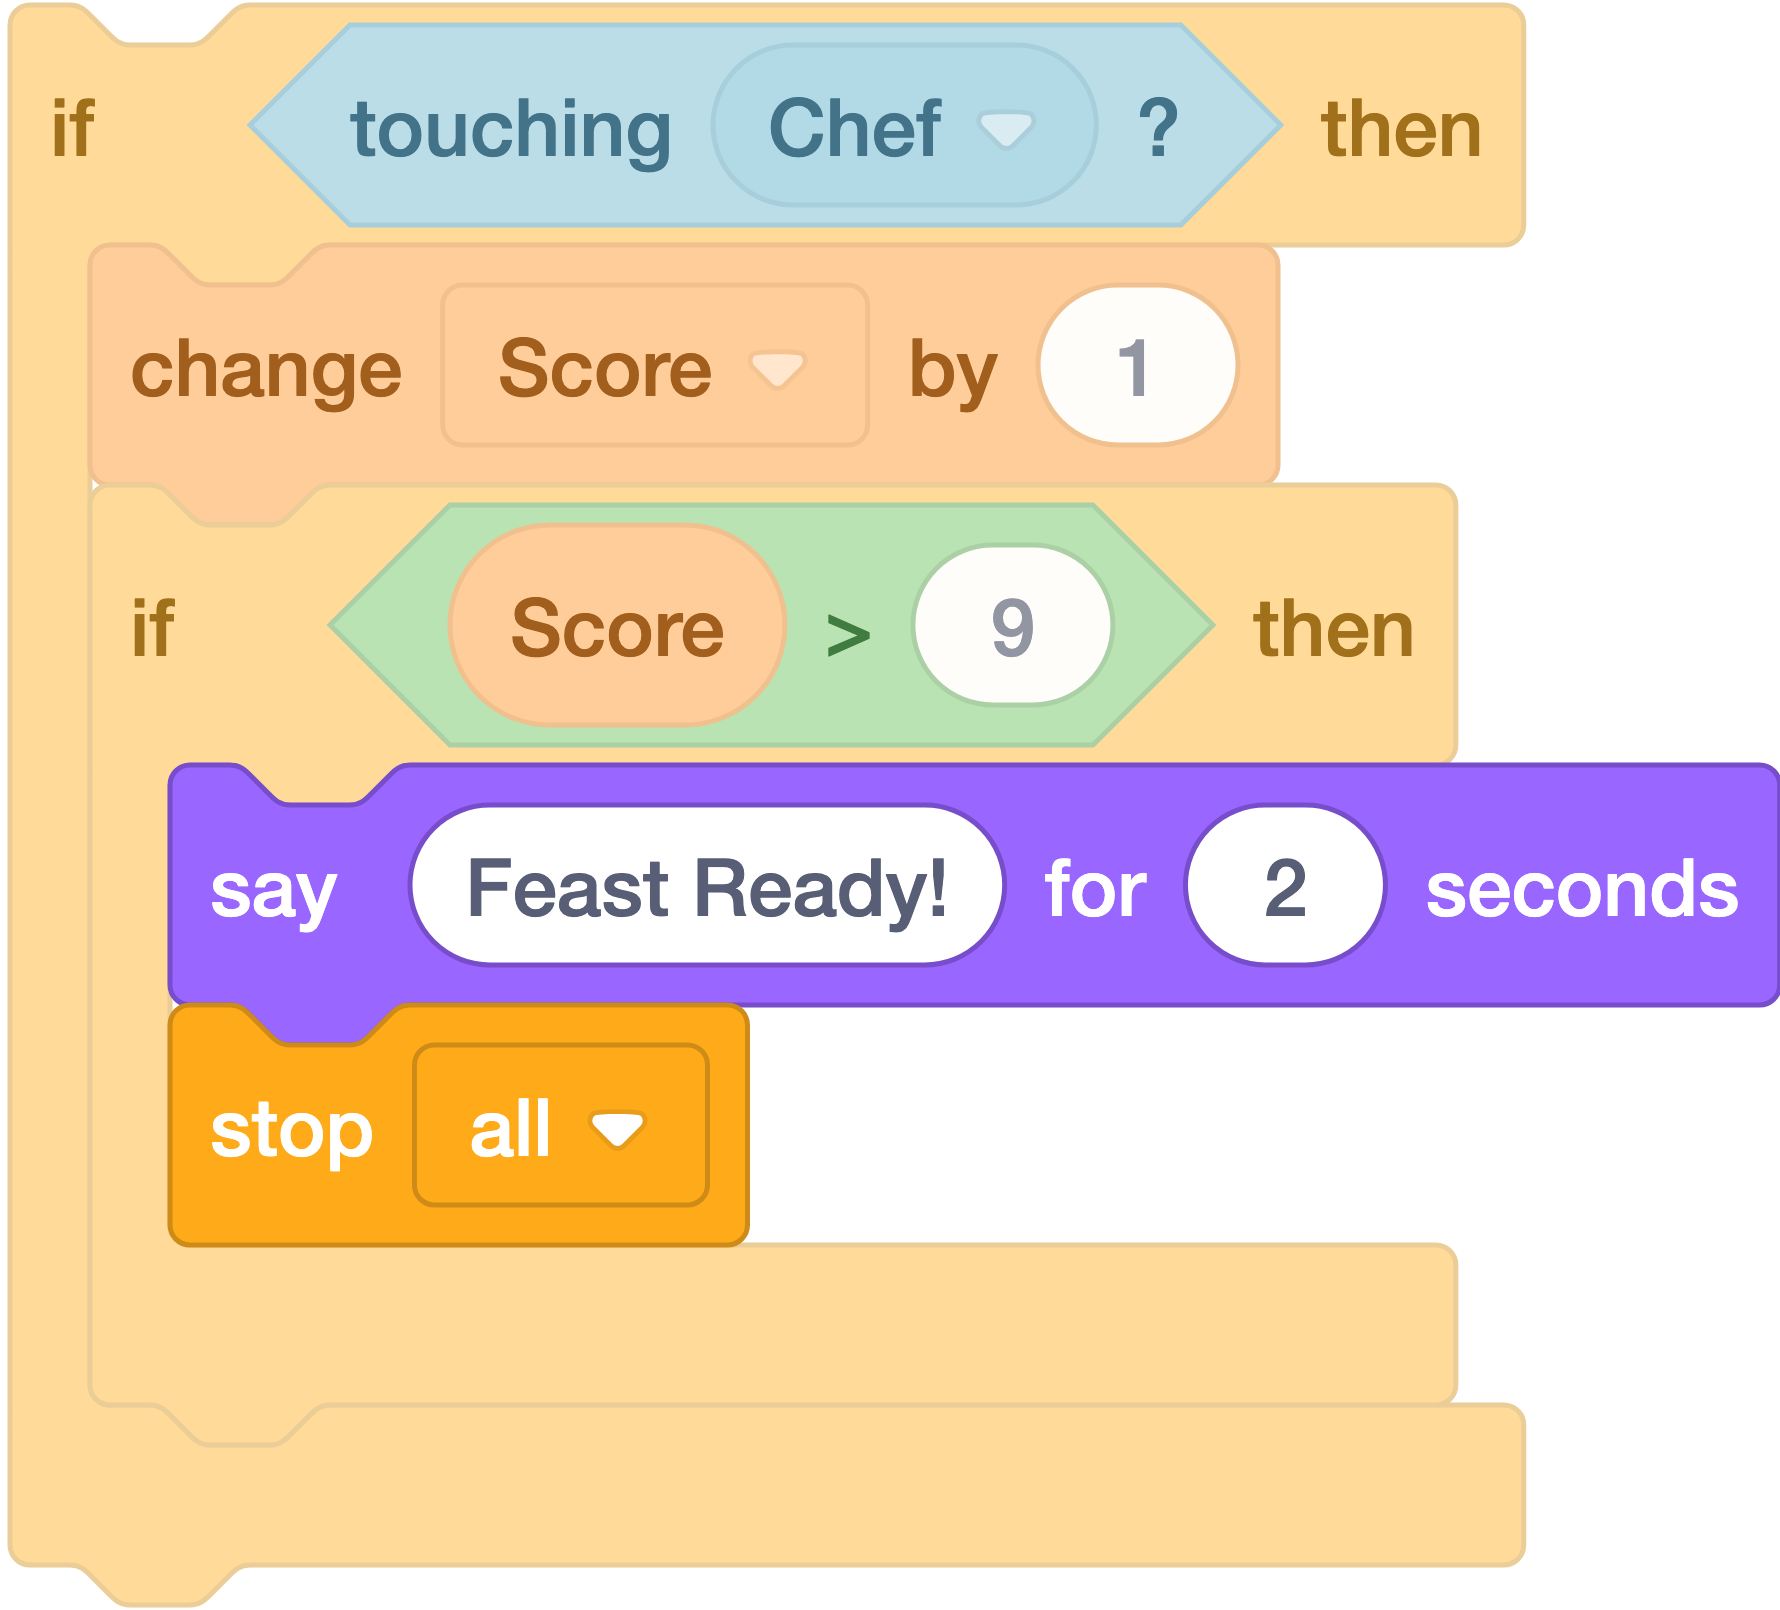 if touching Chef ? then
change Score by 1
if Score > 9 then
say Feast Ready! for 2 seconds
stop all